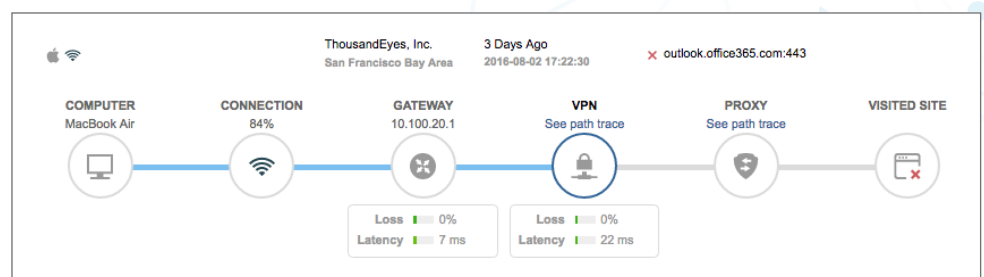 ThousandEyes, Inc.
San Francisco Bay Area
3 Days Ago
2016-08-02 17:22:30
outlook.office365.com:443
COMPUTER
MacBook Air
CONNECTION
84%
GATEWAY
10.100.20.1
VPN
See path trace
PROXY
See path trace
VISITED SITE
Loss 0%
Latency 7 ms
Loss 0%
Latency 22 ms